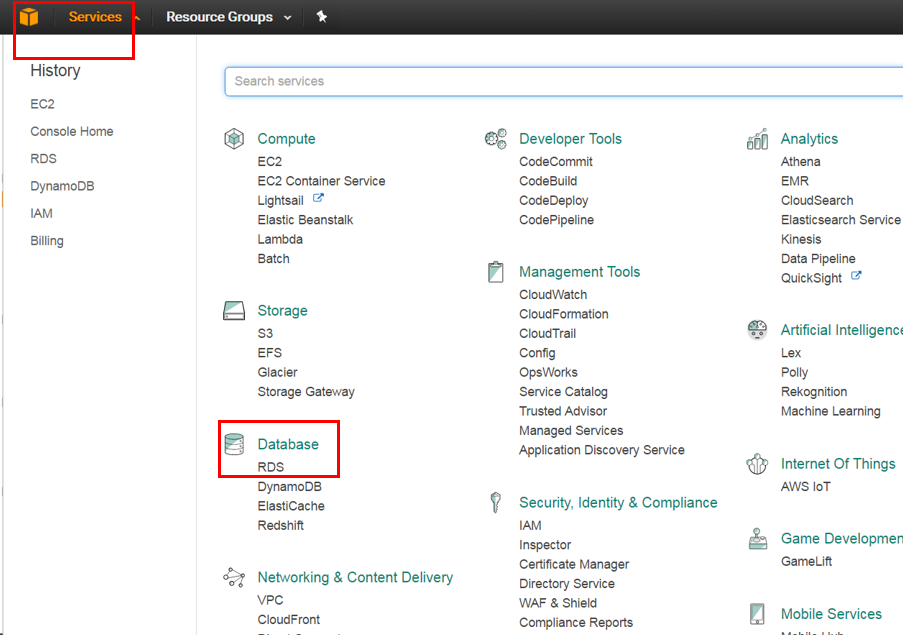 Services
Resource Groups
History
EC2
Console Home
RDS
DynamoDB
IAM
Billing
Search services
Compute
EC2
EC2 Container Service
Lightsail
Elastic Beanstalk
Lambda
Batch
Storage
S3
EFS
Glacier
Storage Gateway
Database
RDS
DynamoDB
ElastiCache
Redshift
Networking & Content Delivery
VPC
CloudFront
Developer Tools
CodeCommit
CodeBuild
CodeDeploy
CodePipeline
Management Tools
CloudWatch
CloudFormation
CloudTrail
Config
OpsWorks
Service Catalog
Trusted Advisor
Managed Services
Application Discovery Service
Security, Identity & Compliance
IAM
Inspector
Certificate Manager
Directory Service
WAF & Shield
Compliance Reports
Analytics
Athena
EMR
CloudSearch
Elasticsearch Service
Kinesis
Data Pipeline
QuickSight
Artificial Intelligence
Lex
Polly
Rekognition
Machine Learning
Internet Of Things
AWS IoT
Game Developmen
GameLift
Mobile Services